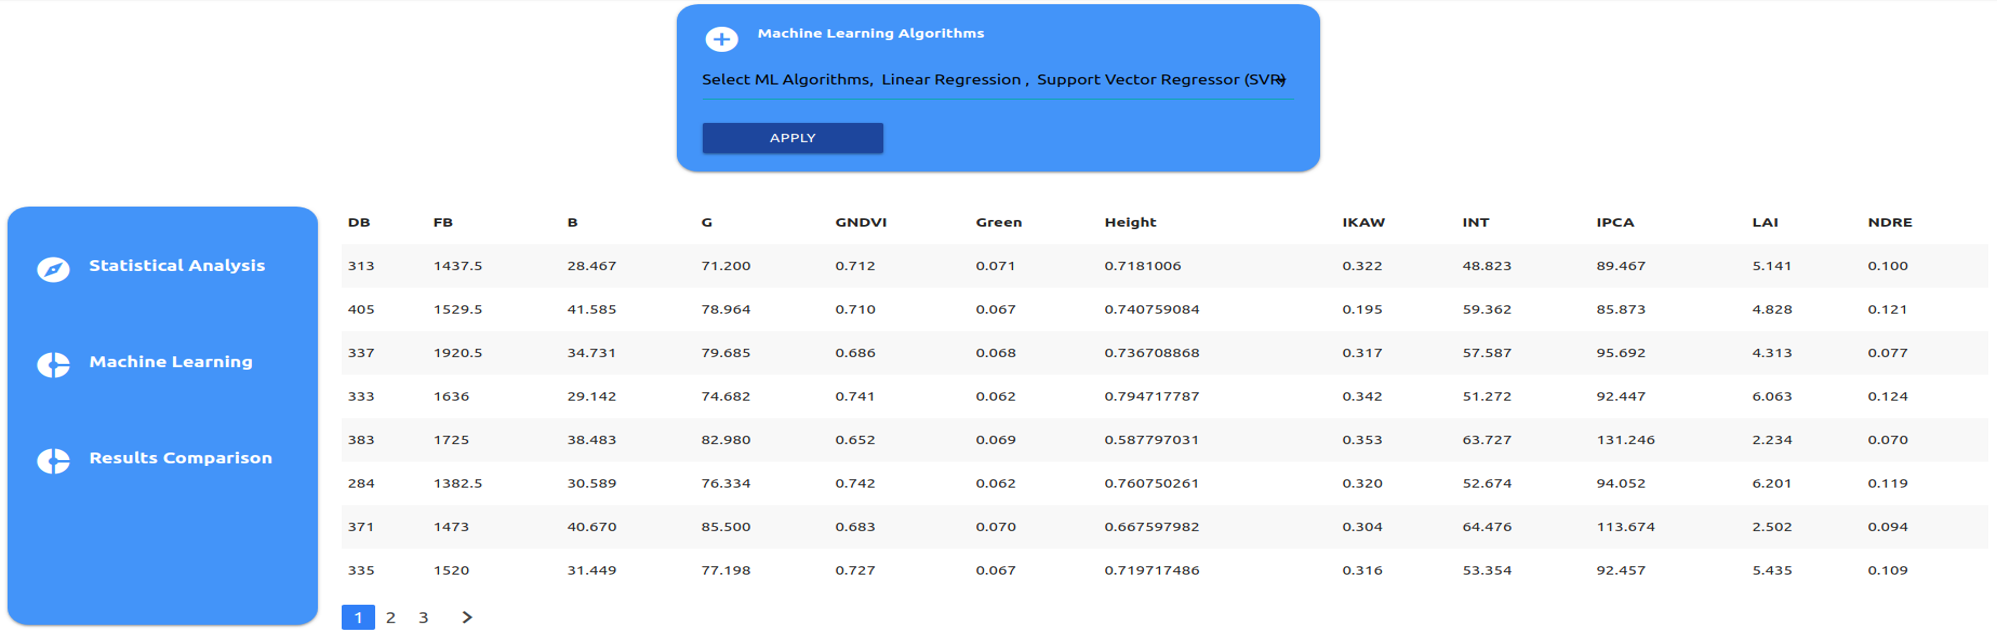 Machine Learning Algorithms
Select ML Algorithms, Linear Regression , Support Vector Regressor (SVR)
APPLY
Statistical Analysis
Machine Learning
Results Comparison
DB FB B G GNDVI Green Height IKAW INT IPCA LAI NDRE
313 1437.5 28.467 71.200 0.712 0.071 0.7181006 0.322 48.823 89.467 5.141 0.100
405 1529.5 41.585 78.964 0.710 0.067 0.740759084 0.195 59.362 85.873 4.828 0.121
337 1920.5 34.731 79.685 0.686 0.068 0.736708868 0.317 57.587 95.692 4.313 0.077
333 1636 29.142 74.682 0.741 0.062 0.794717787 0.342 51.272 92.447 6.063 0.124
383 1725 38.483 82.980 0.652 0.069 0.587797031 0.353 63.727 131.246 2.234 0.070
284 1382.5 30.589 76.334 0.742 0.062 0.760750261 0.320 52.674 94.052 6.201 0.119
371 1473 40.670 85.500 0.683 0.070 0.667597982 0.304 64.476 113.674 2.502 0.094
335 1520 31.449 77.198 0.727 0.067 0.719717486 0.316 53.354 92.457 5.435 0.109
1 2 3